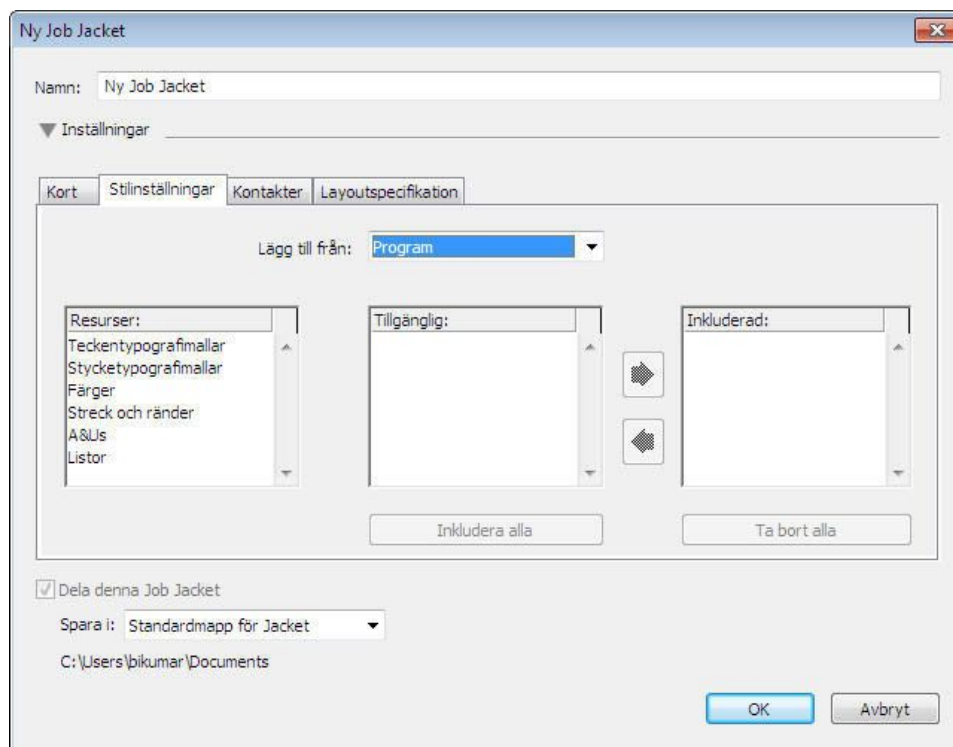 Ny Job Jacket
Namn: Ny Job Jacket
Inställningar
Kort Stilinställningar Kontakter Layoutspecifikation
Lägg till från: Program
Resurser: Tillgänglig: Inkluderad:
Teckentypografimallar
Stycketypografimallar
Färger
Streck och ränder
A&Us
Listor
Inkludera alla Ta bort alla
Dela denna Job Jacket
Spara i: Standardmapp för Jacket
C:\Users\bikumar\Documents
OK Avbryt